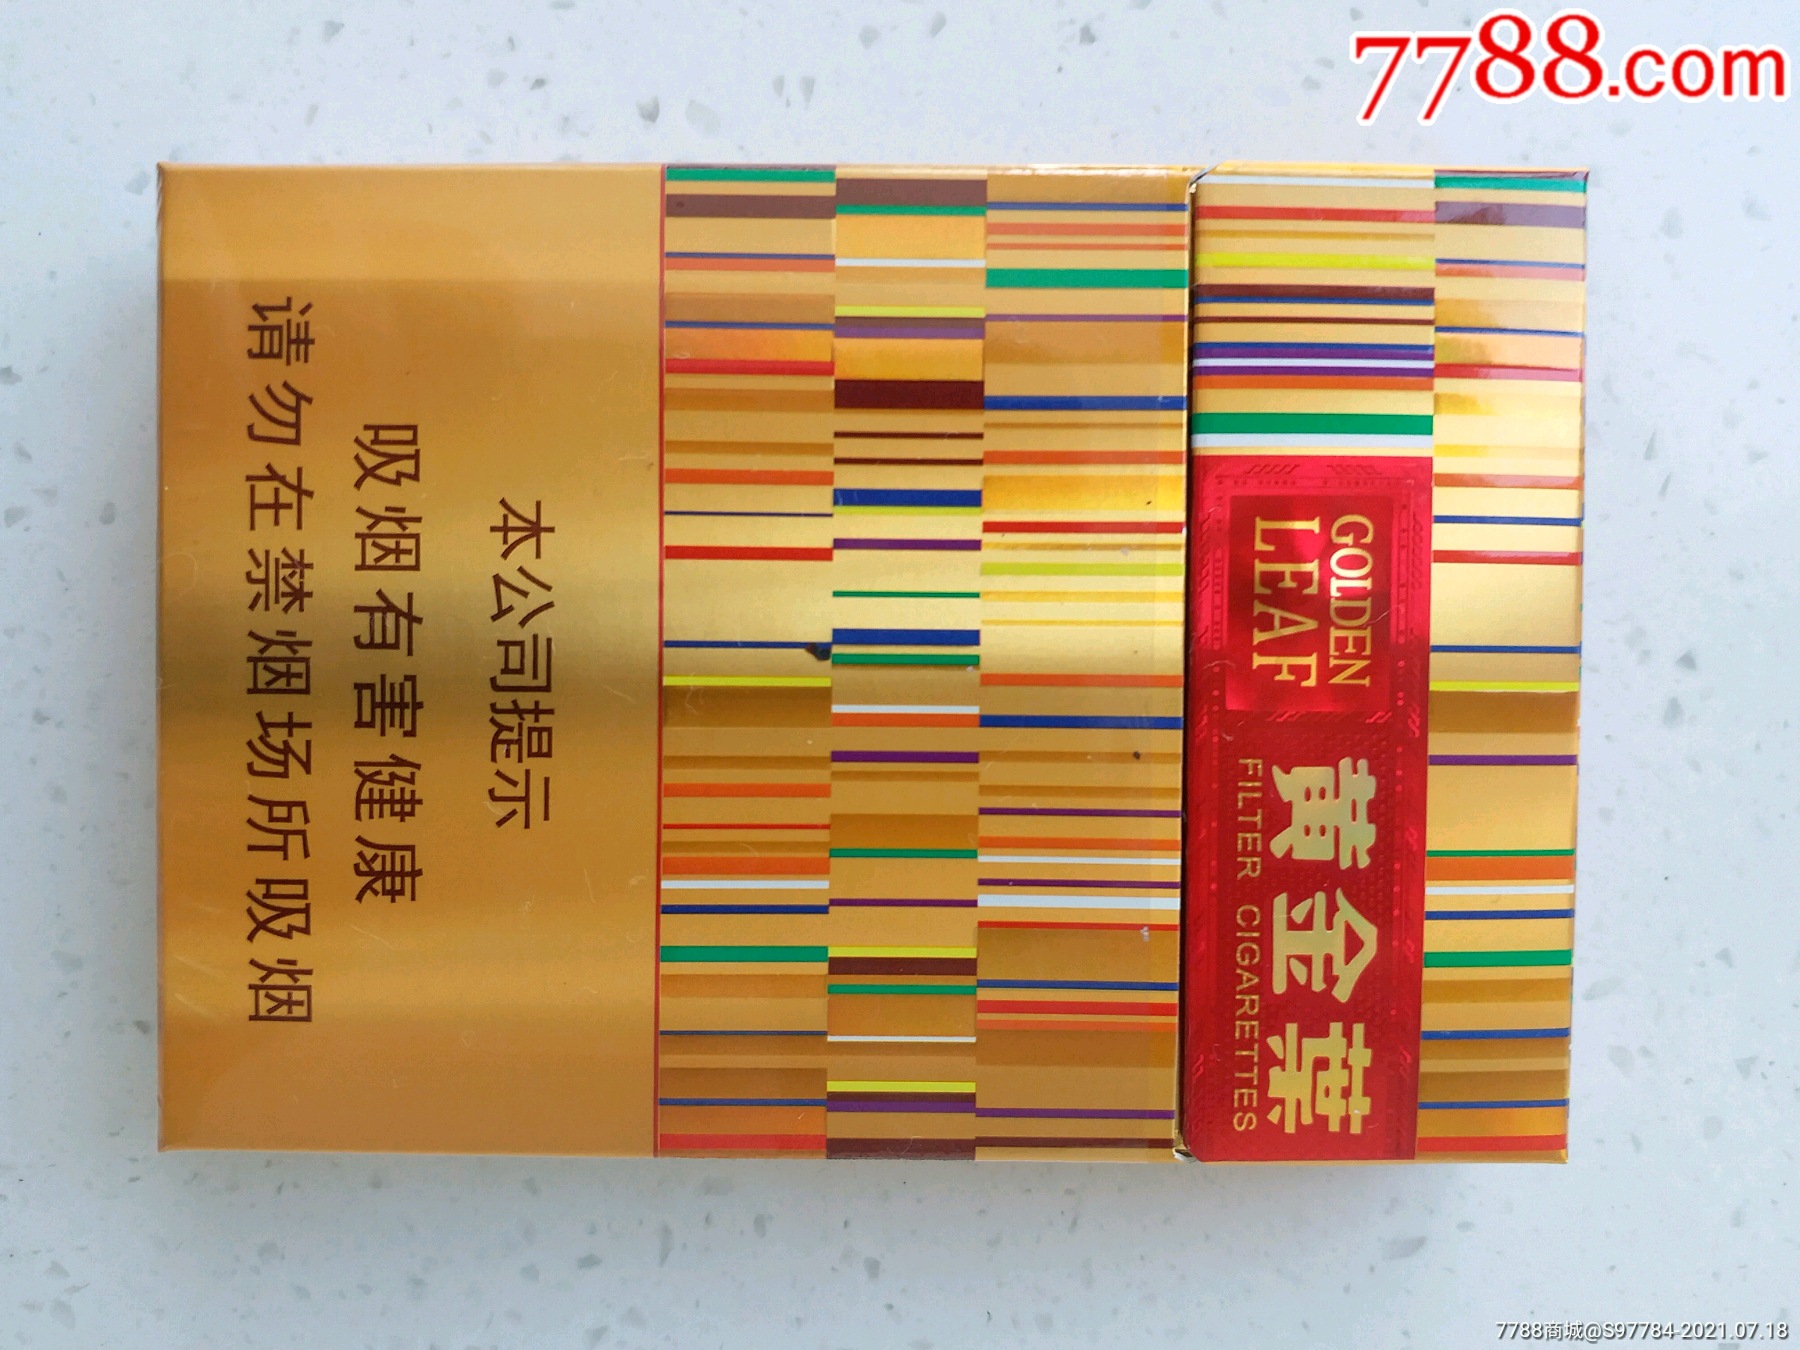 7788.com
GOLDEN
LEAF
黄金葉
FILTER CIGARETTES
本公司提示
吸烟有害健康
请勿在禁烟场所吸烟
7788商城@S97784-2021.07.18